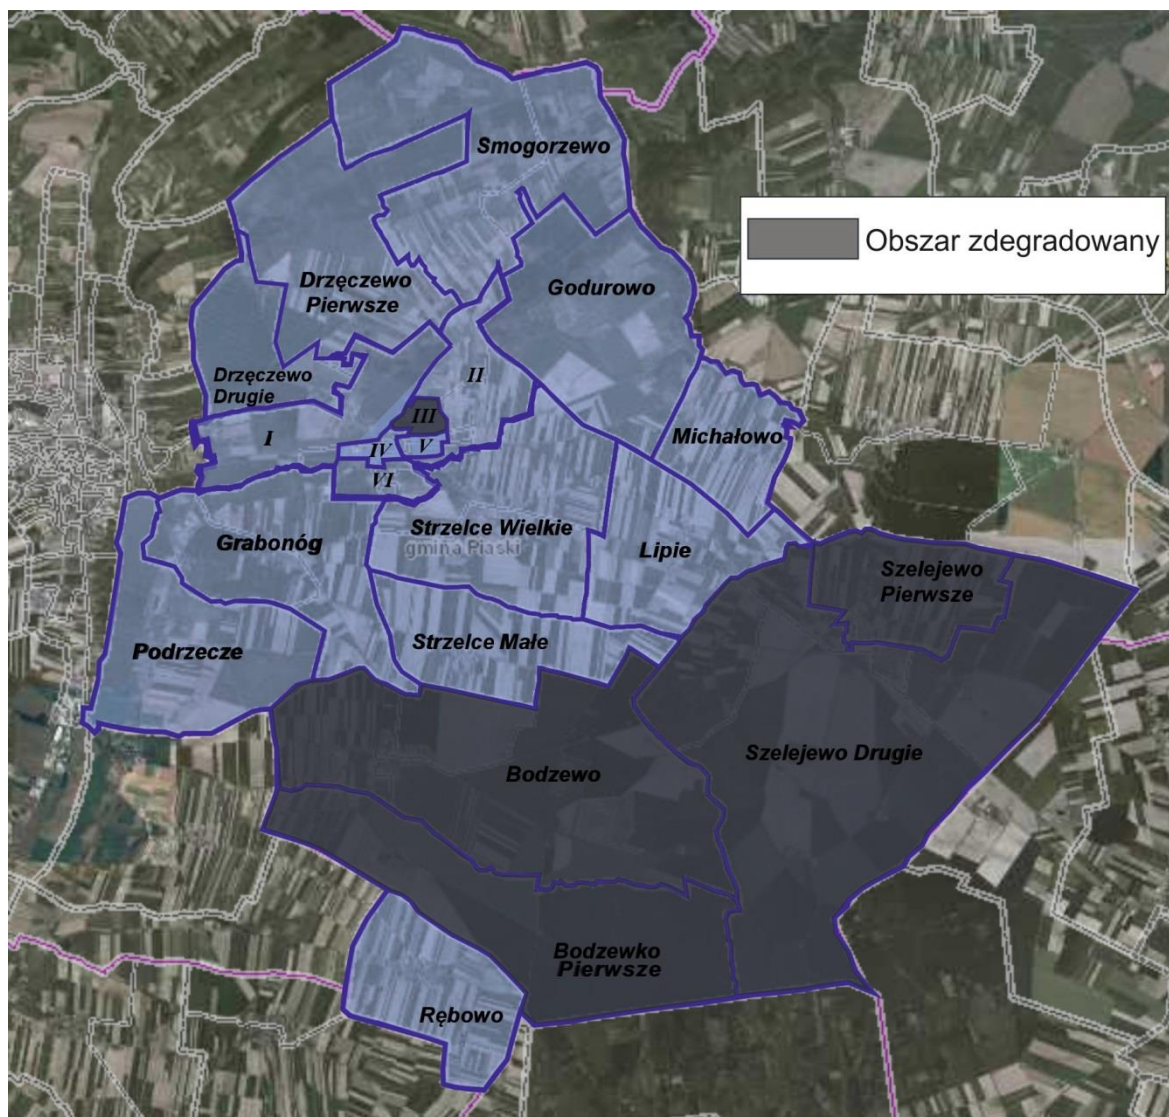 Smogorzewo
Obszar zdegradowany
Drzęczewo
Pierwsze
Godurowo
Drzęczewo
Drugie
II
III
I
IV
V
VI
Michałowo
Grabonóg
Strzelce Wielkie
gmina Piaski
Lipie
Szelejewo
Pierwsze
Podrzecze
Strzelce Małe
Szelejewo Drugie
Bodzewo
Bodzewko
Pierwsze
Rębowo